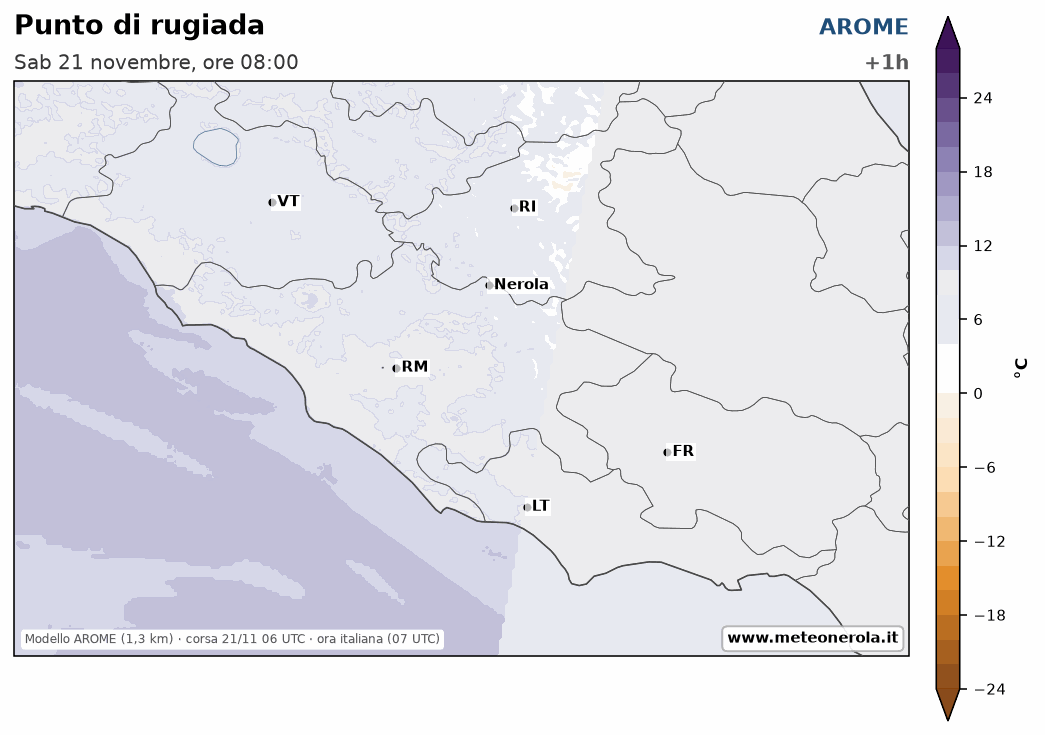 Punto di rugiada
AROME
Sab 21 novembre, ore 08:00
+1h
VT
RI
Nerola
RM
FR
LT
24
18
12
6
0
−6
−12
−18
−24
°C
Modello AROME (1,3 km) · corsa 21/11 06 UTC · ora italiana (07 UTC)
www.meteonerola.it